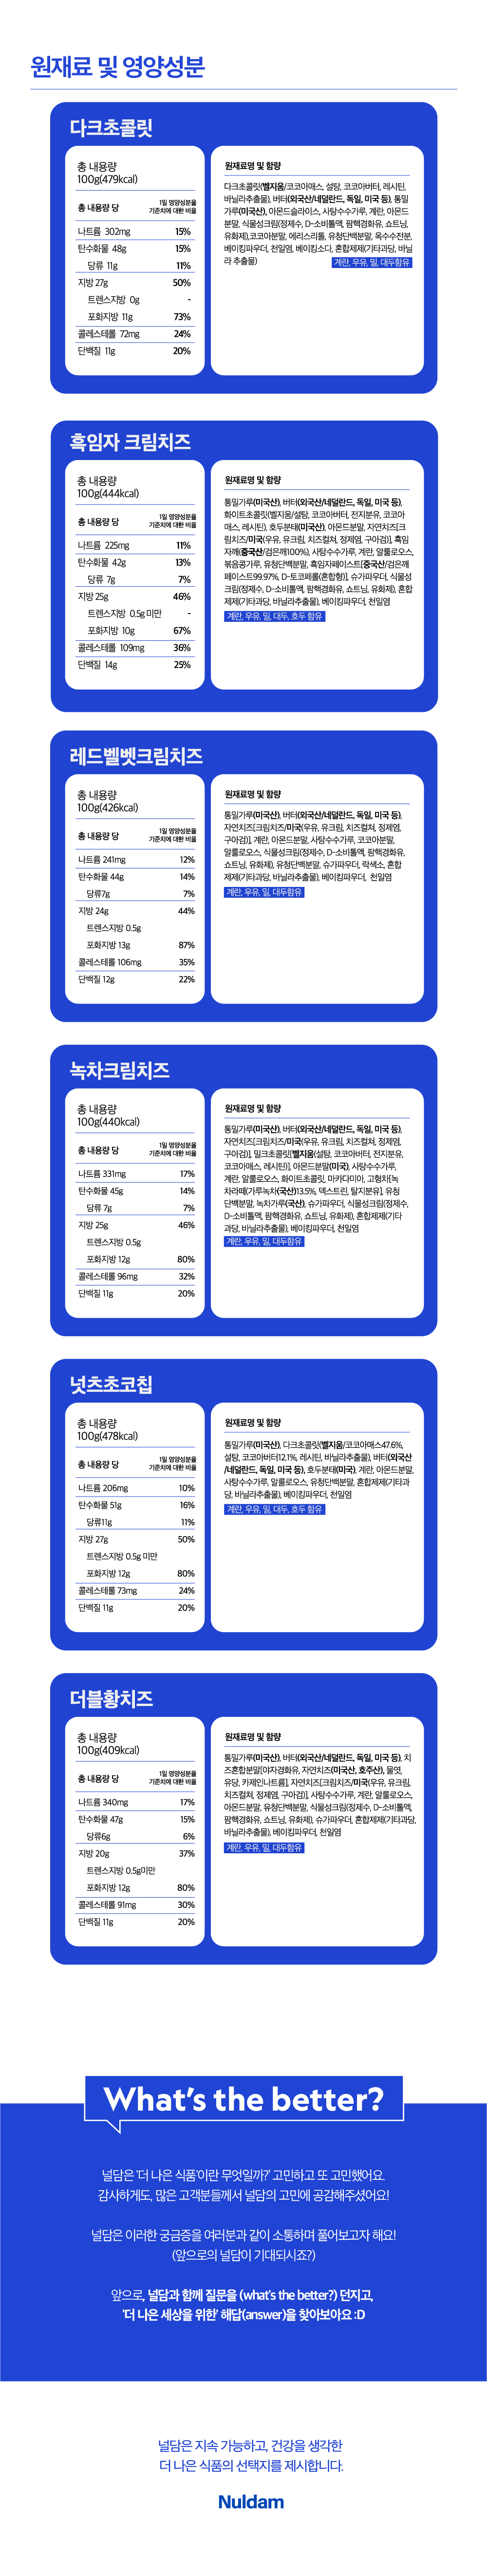 원재료 및 영양성분
다크초콜릿
총 내용량
100g(479kcal)
총 내용량 당
1일 영양성분율
기준치에 대한 비율
나트륨 302mg 15%
탄수화물 48g 15%
당류 11g 11%
지방 27g 50%
트렌스지방 0g -
포화지방 11g 73%
콜레스테롤 72mg 24%
단백질 11g 20%
원재료명 및 함량
다크초콜릿(벨지움/코코아매스, 설탕, 코코아버터, 레시틴,
바닐라추출물), 버터(외국산/네덜란드, 독일, 미국 등), 통밀
가루(미국산), 아몬드슬라이스, 사탕수수가루, 계란, 아몬드
분말, 식물성크림(정제수, D-소비톨액, 팜핵경화유, 쇼트닝,
유화제),코코아분말, 에리스리톨, 유청단백분말, 옥수수전분,
베이킹파우더, 천일염, 베이킹소다, 혼합제제(기타과당, 바닐
라 추출물)
계란, 우유, 밀, 대두함유
흑임자 크림치즈
총 내용량
100g(444kcal)
총 내용량 당
1일 영양성분율
기준치에 대한 비율
나트륨 225mg 11%
탄수화물 42g 13%
당류 7g 7%
지방 25g 46%
트렌스지방 0.5g 미만 -
포화지방 10g 67%
콜레스테롤 109mg 36%
단백질 14g 25%
원재료명 및 함량
통밀가루(미국산), 버터(외국산/네덜란드, 독일, 미국 등),
화이트초콜릿(벨지움/설탕, 코코아버터, 전지분유, 코코아
매스, 레시틴), 호두분태(미국산), 아몬드분말, 자연치즈[크
림치즈/미국(우유, 유크림, 치즈컬쳐, 정제염, 구아검)], 흑임
자깨(중국산/검은깨100%), 사탕수수가루, 계란, 알룰로오스,
볶음콩가루, 유청단백분말, 흑임자페이스트[중국산/검은깨
페이스트99.97%, D-토코페롤(혼합형)], 슈가파우더, 식물성
크림(정제수, D-소비톨액, 팜핵경화유, 쇼트닝, 유화제), 혼합
제제(기타과당, 바닐라추출물), 베이킹파우더, 천일염
계란, 우유, 밀, 대두, 호두 함유
레드벨벳크림치즈
총 내용량
100g(426kcal)
총 내용량 당
1일 영양성분율
기준치에 대한 비율
나트륨 241mg 12%
탄수화물 44g 14%
당류7g 7%
지방 24g 44%
트렌스지방 0.5g
포화지방 13g 87%
콜레스테롤 106mg 35%
단백질 12g 22%
원재료명 및 함량
통밀가루(미국산), 버터(외국산/네덜란드, 독일, 미국 등),
자연치즈[크림치즈/미국(우유, 유크림, 치즈컬쳐, 정제염,
구아검)], 계란, 아몬드분말, 사탕수수가루, 코코아분말,
알룰로오스, 식물성크림(정제수, D-소비톨액, 팜핵경화유,
쇼트닝, 유화제), 유청단백분말, 슈가파우더, 락색소, 혼합
제제(기타과당, 바닐라추출물), 베이킹파우더, 천일염
계란, 우유, 밀, 대두함유
녹차크림치즈
총 내용량
100g(440kcal)
총 내용량 당
1일 영양성분율
기준치에 대한 비율
나트륨 331mg 17%
탄수화물 45g 14%
당류 7g 7%
지방 25g 46%
트렌스지방 0.5g
포화지방 12g 80%
콜레스테롤 96mg 32%
단백질 11g 20%
원재료명 및 함량
통밀가루(미국산), 버터(외국산/네덜란드, 독일, 미국 등),
자연치즈[크림치즈/미국(우유, 유크림, 치즈컬쳐, 정제염,
구아검)], 밀크초콜릿[벨지움(설탕, 코코아버터, 전지분유,
코코아매스, 레시틴)], 아몬드분말(미국), 사탕수수가루,
계란, 알룰로오스, 화이트초콜릿, 마카다미아, 고형차[녹
차라떼(가루녹차(국산)13.5%, 덱스트린, 탈지분유], 유청
단백분말, 녹차가루(국산), 슈가파우더, 식물성크림(정제수,
D-소비톨액, 팜핵경화유, 쇼트닝, 유화제), 혼합제제(기타
과당, 바닐라추출물), 베이킹파우더, 천일염
계란, 우유, 밀, 대두함유
넛츠초코칩
총 내용량
100g(478kcal)
총 내용량 당
1일 영양성분율
기준치에 대한 비율
나트륨 206mg 10%
탄수화물 51g 16%
당류11g 11%
지방 27g 50%
트렌스지방 0.5g 미만
포화지방 12g 80%
콜레스테롤 73mg 24%
단백질 11g 20%
원재료명 및 함량
통밀가루(미국산), 다크초콜릿(벨지움/코코아매스47.6%,
설탕, 코코아버터12.1%, 레시틴, 바닐라추출물), 버터(외국산
/네덜란드, 독일, 미국 등), 호두분태(미국), 계란, 아몬드분말,
사탕수수가루, 알룰로오스, 유청단백분말, 혼합제제(기타과
당, 바닐라추출물), 베이킹파우더, 천일염
계란, 우유, 밀, 대두, 호두 함유
더블황치즈
총 내용량
100g(409kcal)
총 내용량 당
1일 영양성분율
기준치에 대한 비율
나트륨 340mg 17%
탄수화물 47g 15%
당류6g 6%
지방 20g 37%
트렌스지방 0.5g미만
포화지방 12g 80%
콜레스테롤 91mg 30%
단백질 11g 20%
원재료명 및 함량
통밀가루(미국산), 버터(외국산/네덜란드, 독일, 미국 등), 치
즈혼합분말[야자경화유, 자연치즈(미국산, 호주산), 물엿,
유당, 카제인나트륨], 자연치즈[크림치즈/미국(우유, 유크림,
치즈컬쳐, 정제염, 구아검)], 사탕수수가루, 계란, 알룰로오스,
아몬드분말, 유청단백분말, 식물성크림(정제수, D-소비톨액,
팜핵경화유, 쇼트닝, 유화제), 슈가파우더, 혼합제제(기타과당,
바닐라추출물), 베이킹파우더, 천일염
계란, 우유, 밀, 대두함유
What's the better?
널담은 '더 나은 식품'이란 무엇일까?' 고민하고 또 고민했어요.
감사하게도, 많은 고객분들께서 널담의 고민에 공감해주셨어요!
널담은 이러한 궁금증을 여러분과 같이 소통하며 풀어보고자 해요!
(앞으로의 널담이 기대되시죠?)
앞으로, 널담과 함께 질문을 (what's the better?) 던지고,
'더 나은 세상을 위한' 해답(answer)을 찾아보아요 :D
널담은 지속 가능하고, 건강을 생각한
더 나은 식품의 선택지를 제시합니다.
Nuldam